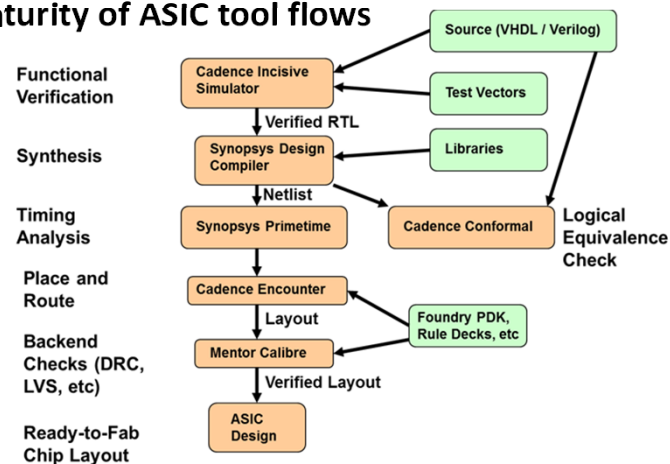 aturity of ASIC tool flows
Source (VHDL / Verilog)
Functional
Verification
Cadence Incisive
Simulator
Test Vectors
Verified RTL
Synthesis
Synopsys Design
Compiler
Libraries
Netlist
Timing
Analysis
Synopsys Primetime
Cadence Conformal
Logical
Equivalence
Check
Place and
Route
Cadence Encounter
Layout
Foundry PDK,
Rule Decks, etc
Backend
Checks (DRC,
LVS, etc)
Mentor Calibre
Verified Layout
ASIC
Design
Ready-to-Fab
Chip Layout